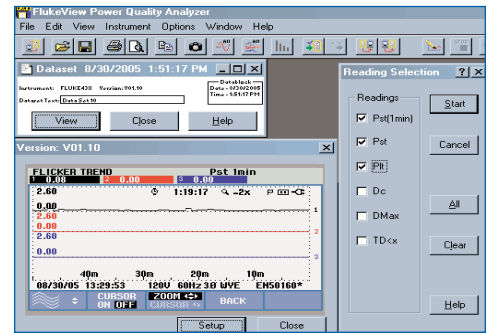 FlukeView Power Quality Analyzer
File Edit View Instrument Options Window Help
Dataset 8/30/2005 1:51:17 PM
Instrument: FLUKE43X Version: V01.10
Datablock
Date - 8/30/2005
Time - 1:51:17 PM
Dataset Text: Data Set 10
View Close Help
Version: V01.10
FLICKER TREND Pst 1min
1 0.08 2 0.00 3 0.00
2.60 1:19:17 -2x P
0.00 1
2.60
0.00 2
2.60
0.00 3
40m 30m 20m 10m
08/30/05 13:29:53 120V 60Hz 3Ø WYE EN50160*
CURSOR ON OFF ZOOM CURSOR BACK
Setup Close
Reading Selection
Readings
Pst(1min)
Pst
Plt
Dc
DMax
TD<x
Start
Cancel
All
Clear
Help